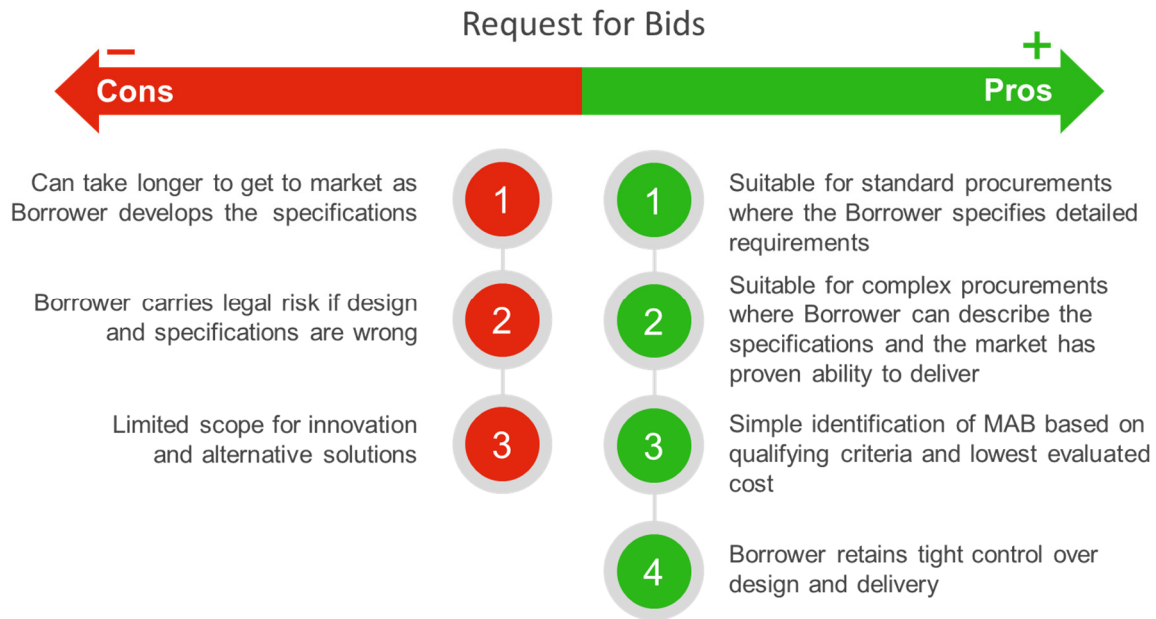 Request for Bids
−
+
Cons
Pros
Can take longer to get to market as
Borrower develops the specifications
1
Borrower carries legal risk if design
and specifications are wrong
2
Limited scope for innovation
and alternative solutions
3
1
Suitable for standard procurements
where the Borrower specifies detailed
requirements
2
Suitable for complex procurements
where Borrower can describe the
specifications and the market has
proven ability to deliver
3
Simple identification of MAB based on
qualifying criteria and lowest evaluated
cost
4
Borrower retains tight control over
design and delivery